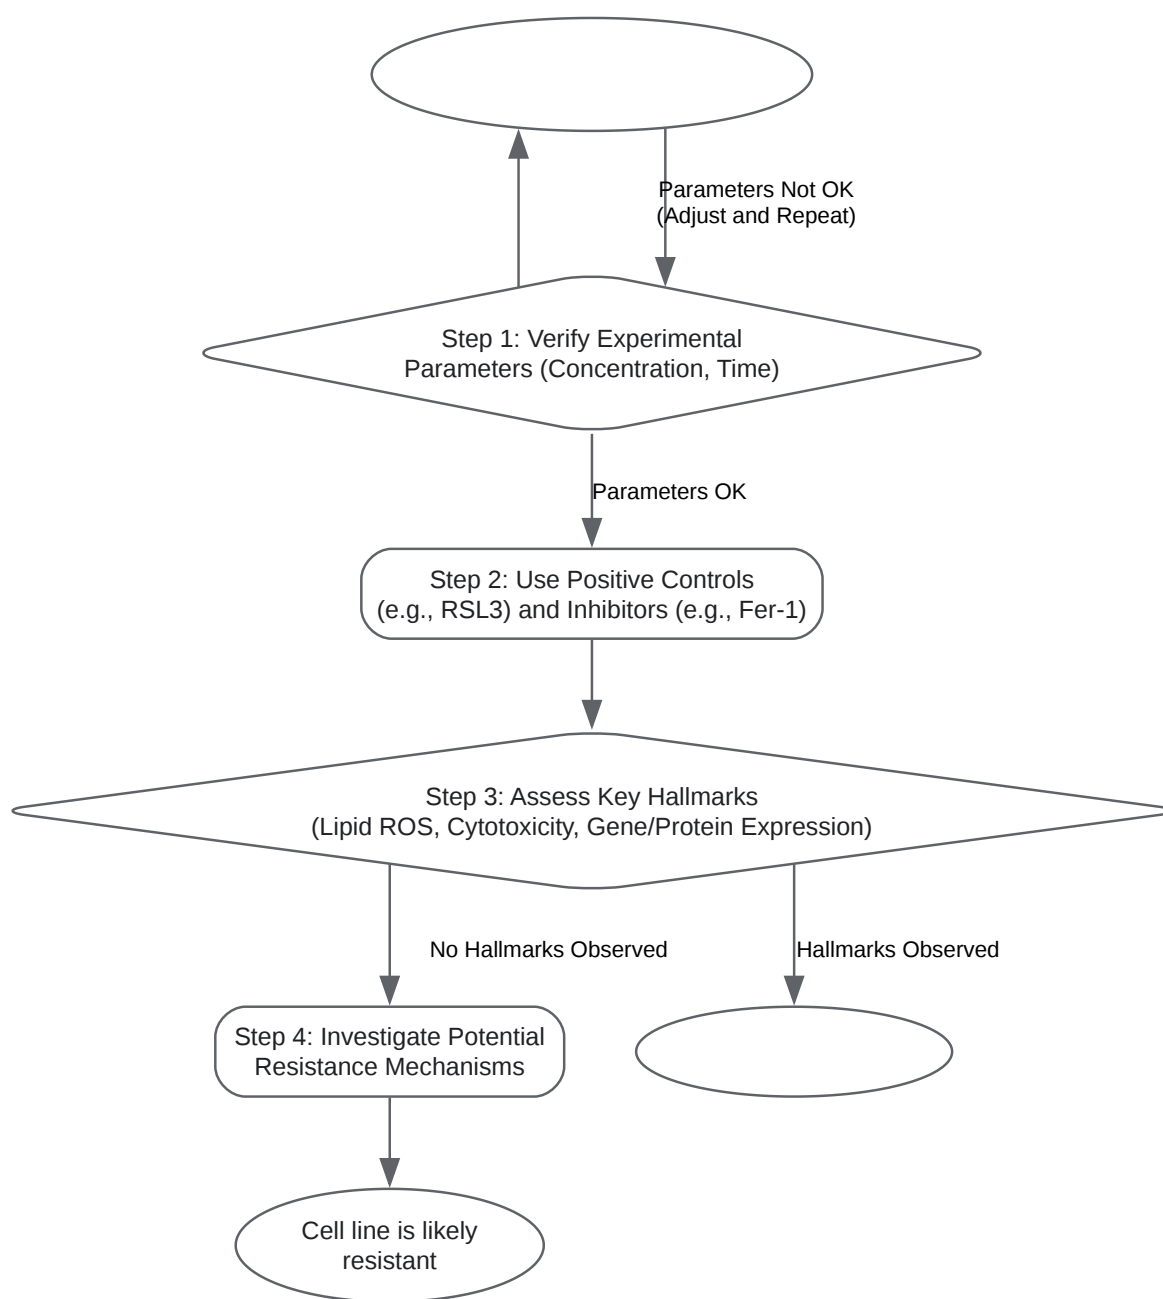 Parameters Not OK
(Adjust and Repeat)
Step 1: Verify Experimental
Parameters (Concentration, Time)
Parameters OK
Step 2: Use Positive Controls
(e.g., RSL3) and Inhibitors (e.g., Fer-1)
Step 3: Assess Key Hallmarks
(Lipid ROS, Cytotoxicity, Gene/Protein Expression)
No Hallmarks Observed
Hallmarks Observed
Step 4: Investigate Potential
Resistance Mechanisms
Cell line is likely
resistant